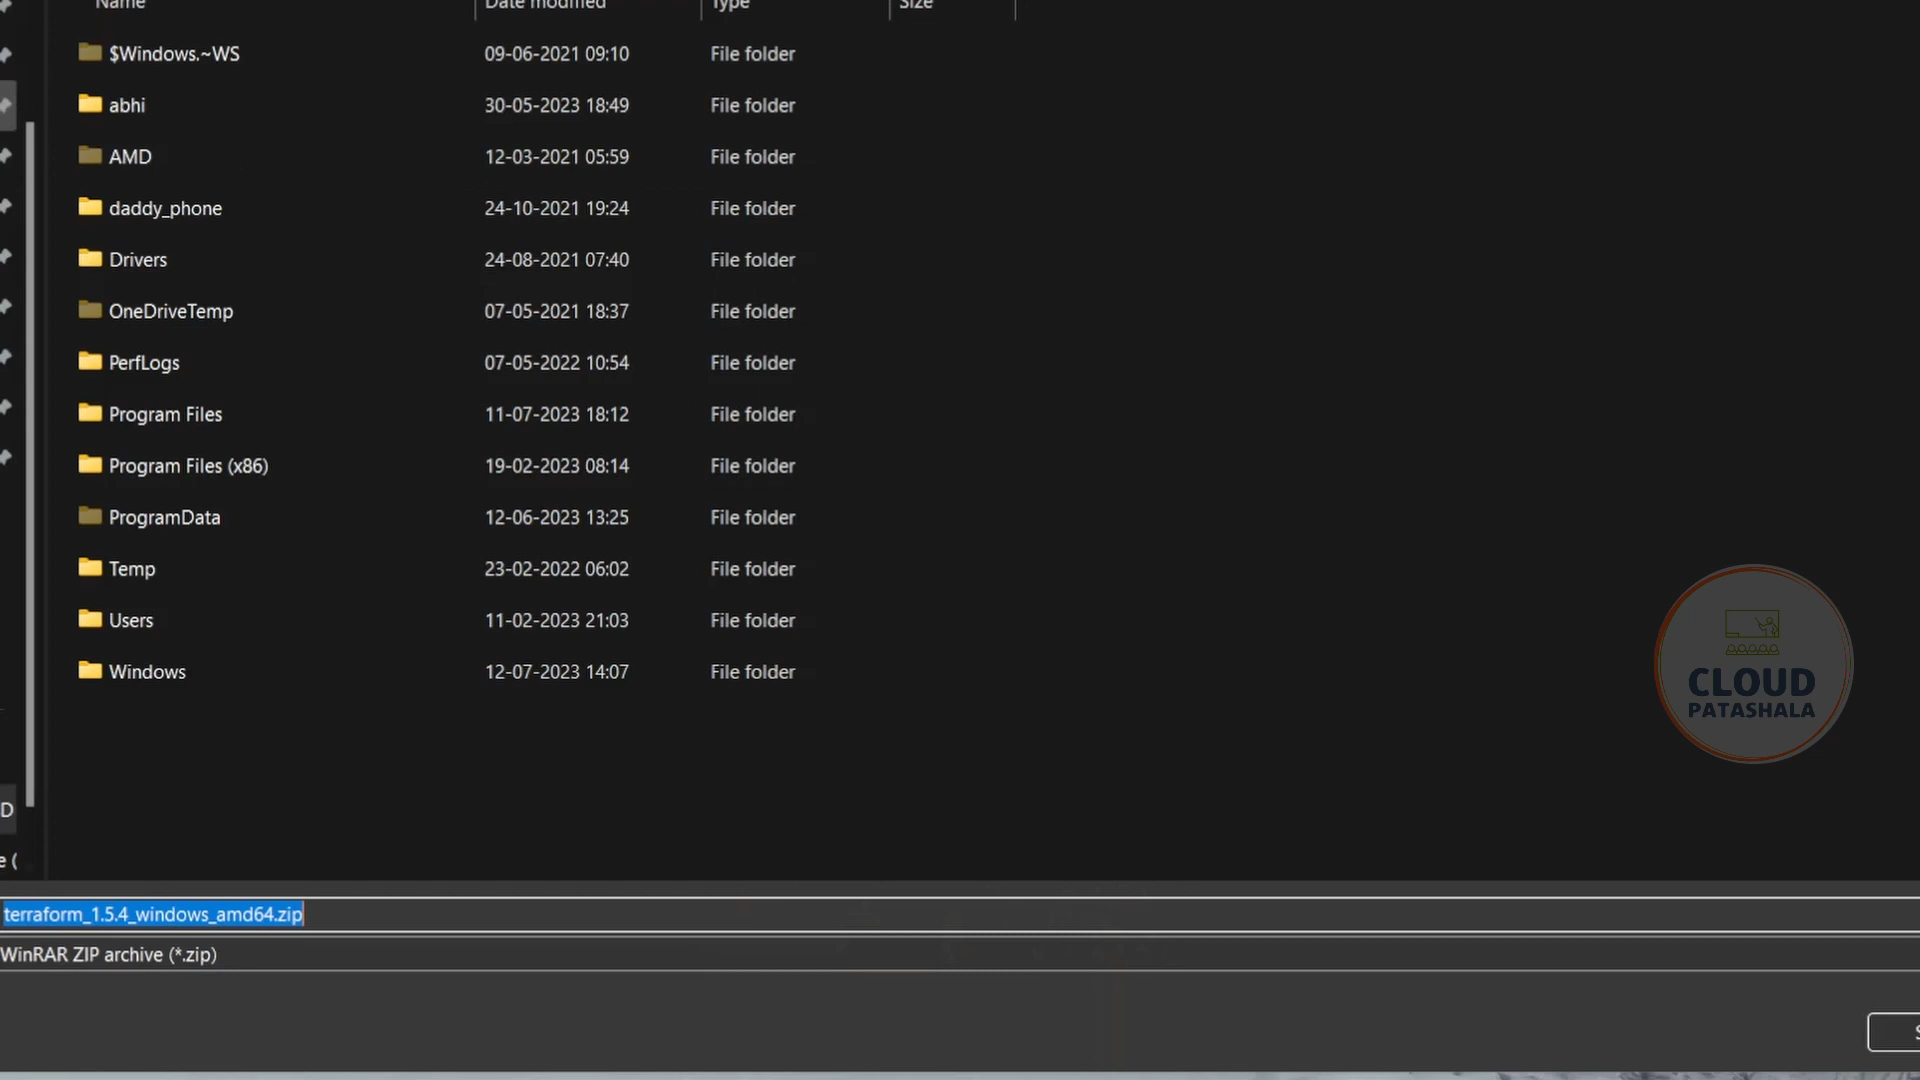 Name Date modified Type Size
$Windows.~WS 09-06-2021 09:10 File folder
abhi 30-05-2023 18:49 File folder
AMD 12-03-2021 05:59 File folder
daddy_phone 24-10-2021 19:24 File folder
Drivers 24-08-2021 07:40 File folder
OneDriveTemp 07-05-2021 18:37 File folder
PerfLogs 07-05-2022 10:54 File folder
Program Files 11-07-2023 18:12 File folder
Program Files (x86) 19-02-2023 08:14 File folder
ProgramData 12-06-2023 13:25 File folder
Temp 23-02-2022 06:02 File folder
Users 11-02-2023 21:03 File folder
Windows 12-07-2023 14:07 File folder
CLOUD
PATASHALA
D
e (
terraform_1.5.4_windows_amd64.zip
WinRAR ZIP archive (*.zip)